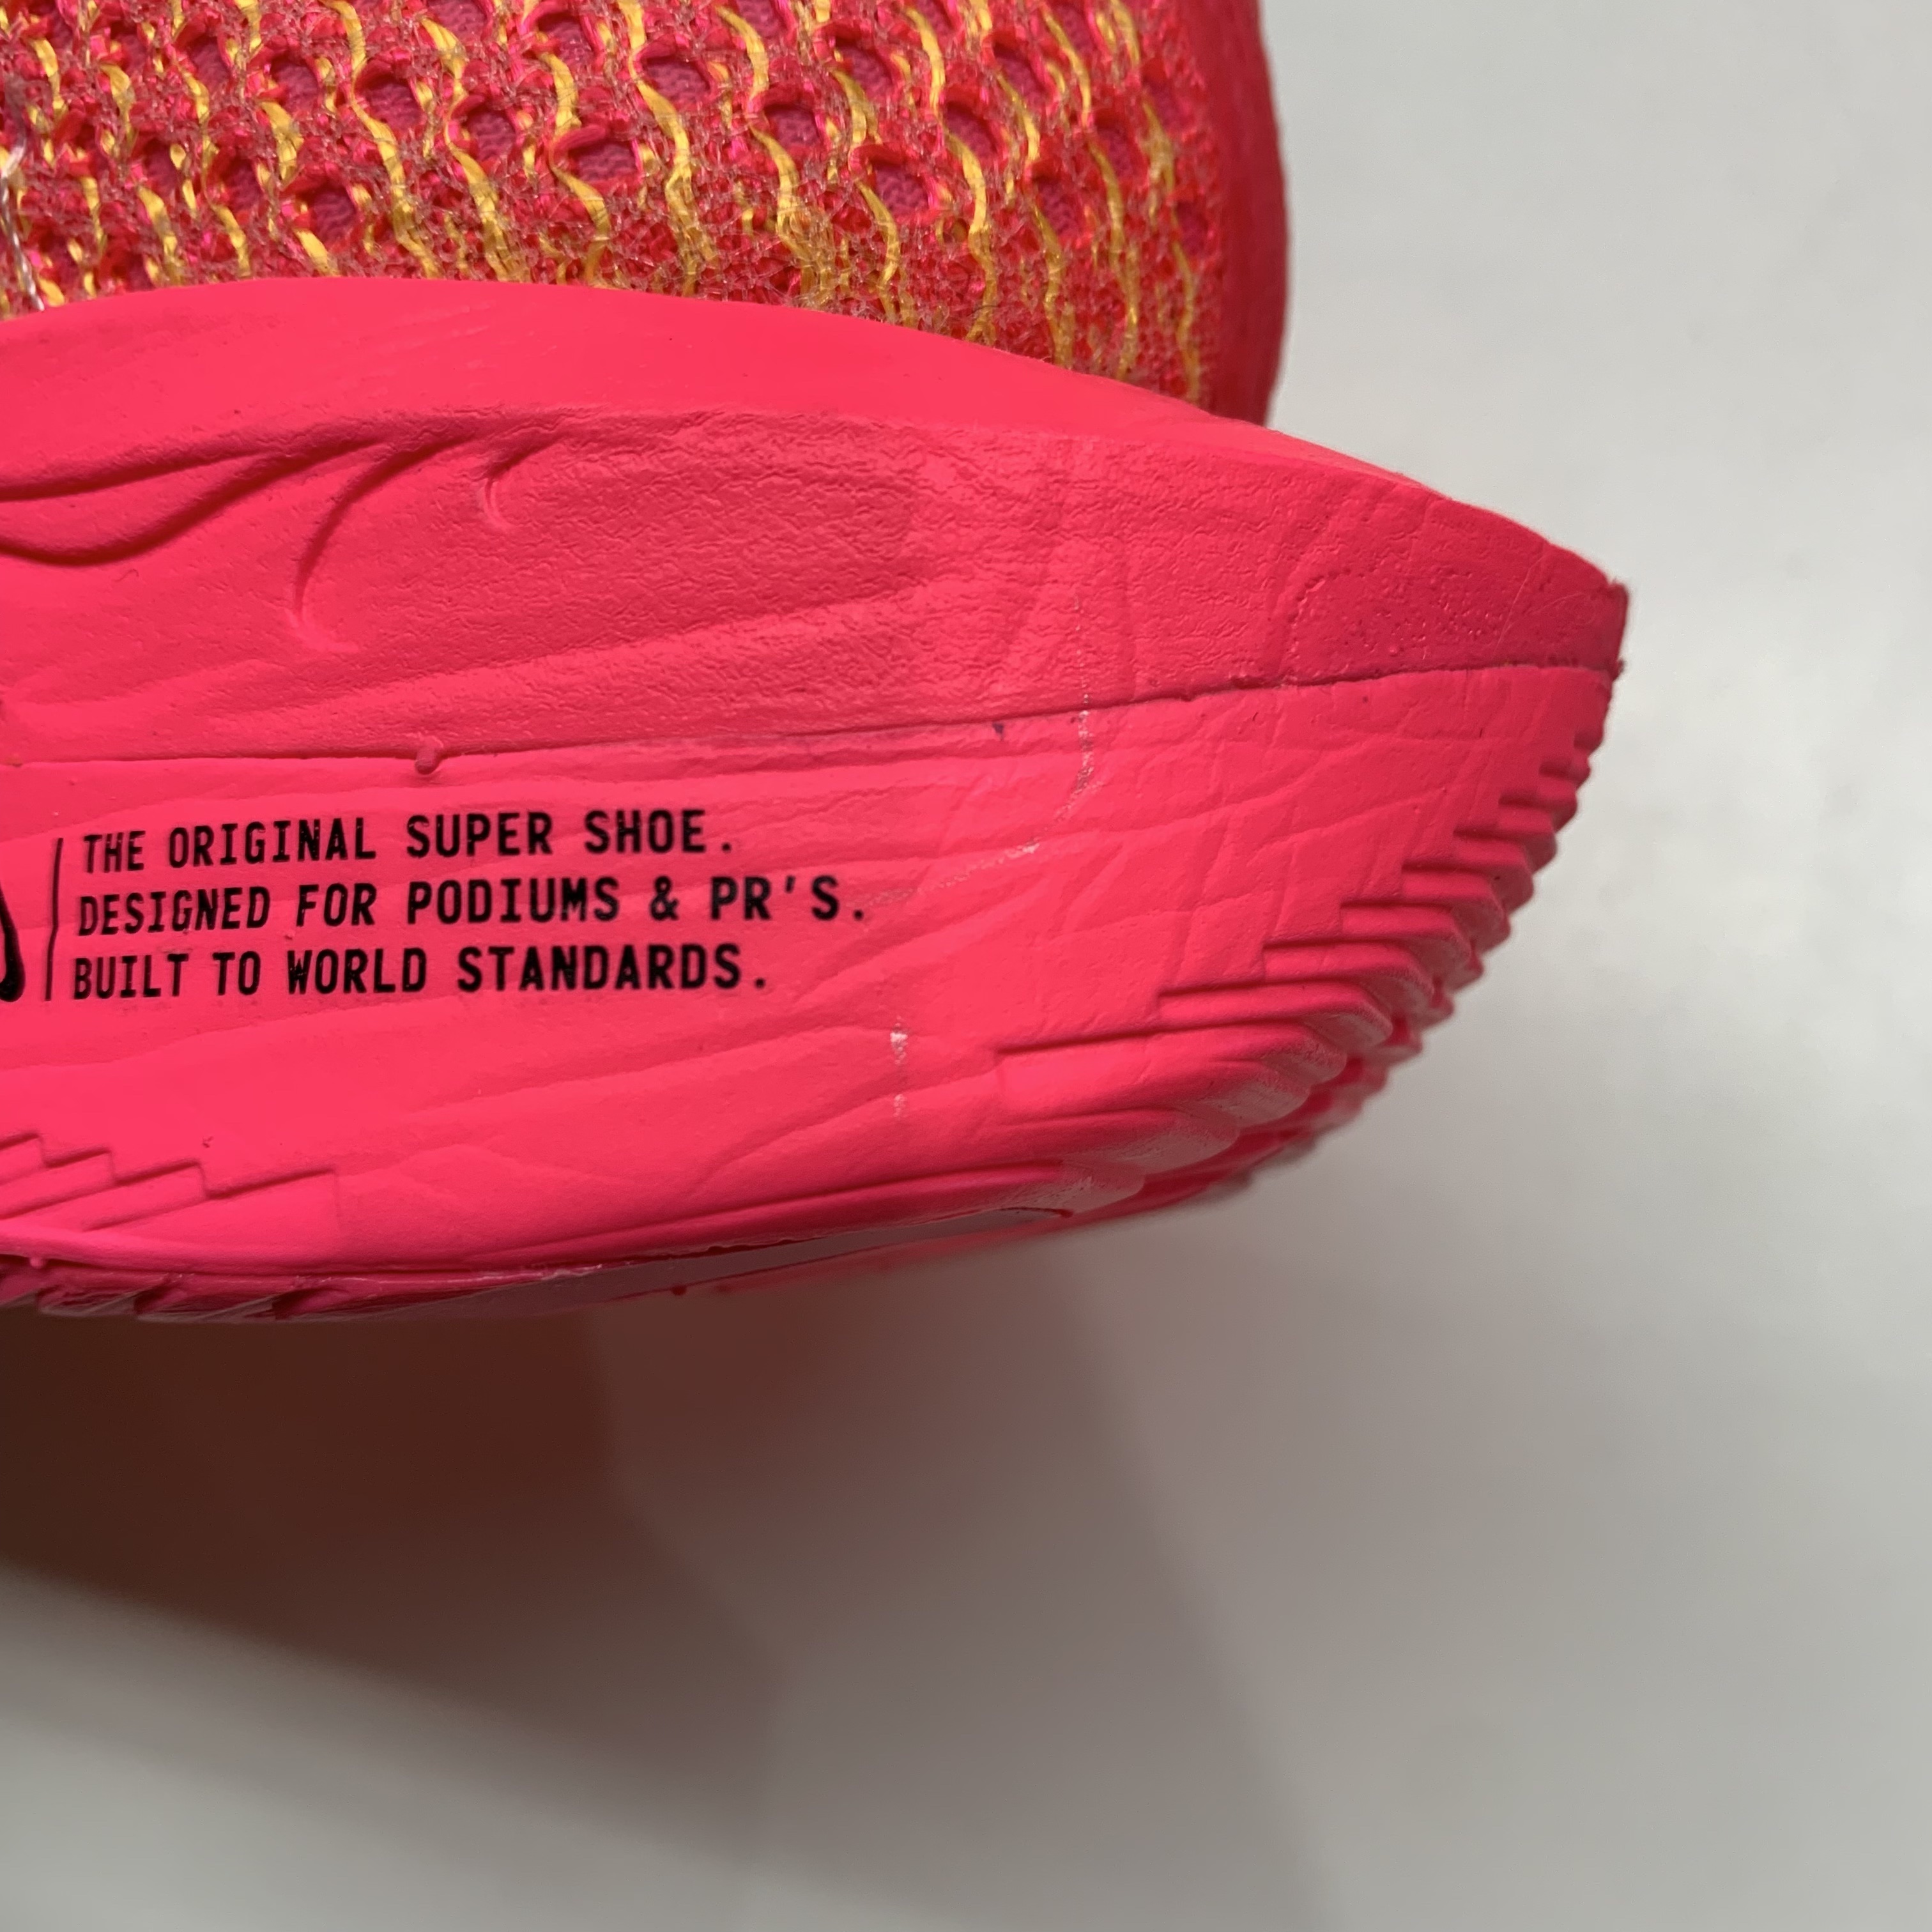 THE ORIGINAL SUPER SHOE.
DESIGNED FOR PODIUMS & PR'S.
BUILT TO WORLD STANDARDS.